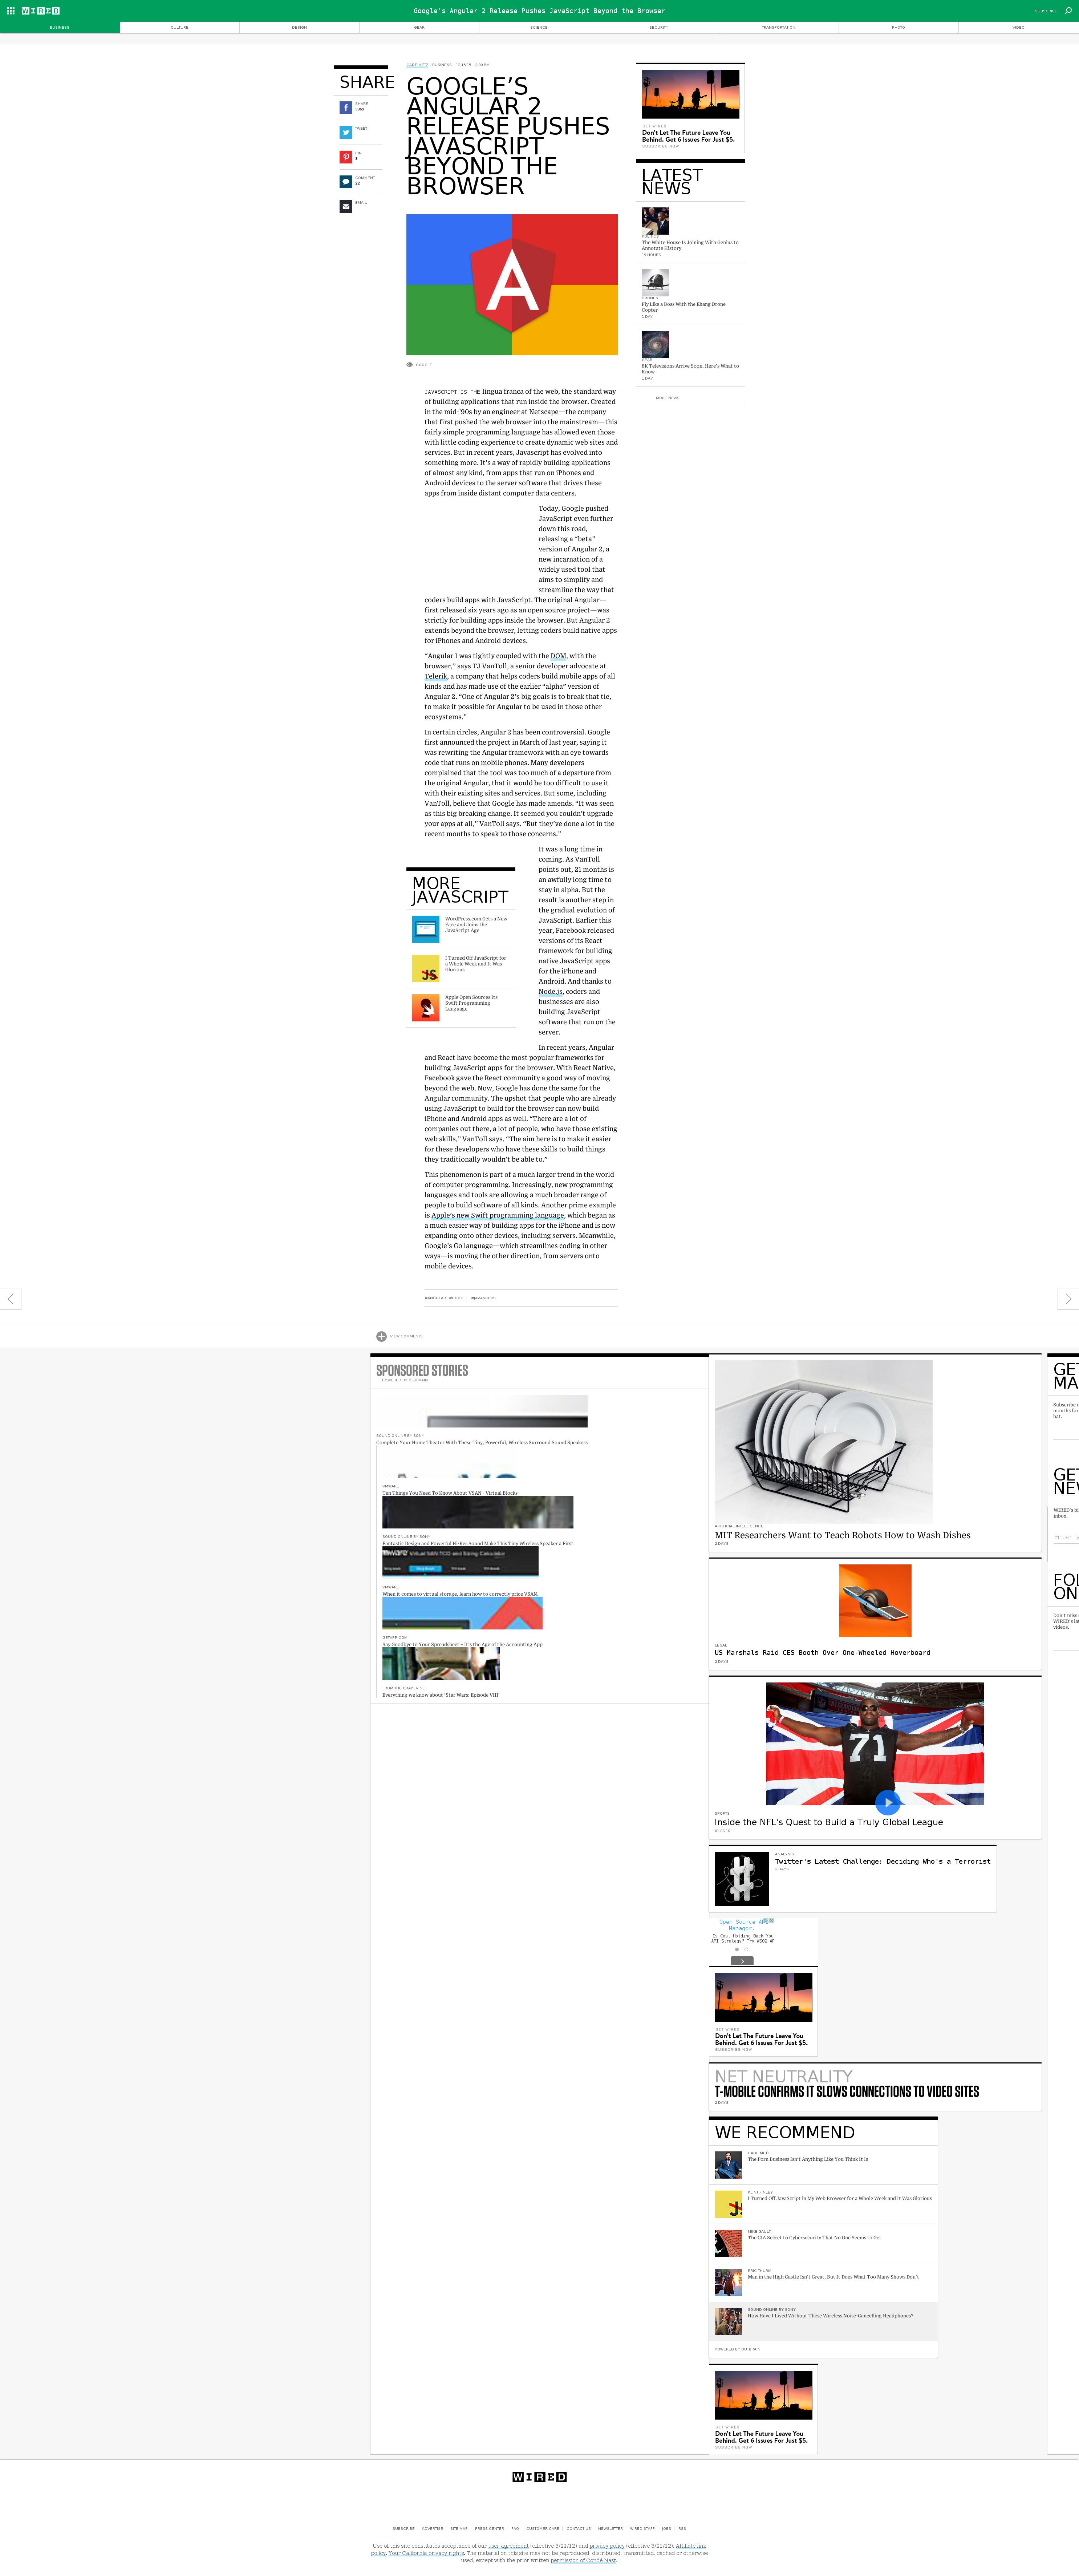 WIRED
Google's Angular 2 Release Pushes JavaScript Beyond the Browser
SUBSCRIBE
BUSINESS
CULTURE
DESIGN
GEAR
SCIENCE
SECURITY
TRANSPORTATION
PHOTO
VIDEO
SHARE
SHARE
TWEET
PIN
COMMENT
22
EMAIL
CADE METZ BUSINESS 12.15.15 2:00 PM
GOOGLE’S
ANGULAR 2
RELEASE PUSHES
JAVASCRIPT
BEYOND THE
BROWSER
GOOGLE
JAVASCRIPT IS THE lingua franca of the web, the standard way
of building applications that run inside the browser. Created
in the mid-’90s by an engineer at Netscape—the company
that first pushed the web browser into the mainstream—this
fairly simple programming language has allowed even those
with little coding experience to create dynamic web sites and
services. But in recent years, Javascript has evolved into
something more. It’s a way of rapidly building applications
of almost any kind, from apps that run on iPhones and
Android devices to the server software that drives these
apps from inside distant computer data centers.
Today, Google pushed
JavaScript even further
down this road,
releasing a “beta”
version of Angular 2, a
new incarnation of a
widely used tool that
aims to simplify and
streamline the way that
coders build apps with JavaScript. The original Angular—
first released six years ago as an open source project—was
strictly for building apps inside the browser. But Angular 2
extends beyond the browser, letting coders build native apps
for iPhones and Android devices.
“Angular 1 was tightly coupled with the DOM, with the
browser,” says TJ VanToll, a senior developer advocate at
Telerik, a company that helps coders build mobile apps of all
kinds and has made use of the earlier “alpha” version of
Angular 2. “One of Angular 2’s big goals is to break that tie,
to make it possible for Angular to be used in those other
ecosystems.”
In certain circles, Angular 2 has been controversial. Google
first announced the project in March of last year, saying it
was rewriting the Angular framework with an eye towards
code that runs on mobile phones. Many developers
complained that the tool was too much of a departure from
the original Angular, that it would be too difficult to use it
with their existing sites and services. But some, including
VanToll, believe that Google has made amends. “It was seen
as this big breaking change. It seemed you couldn’t upgrade
your apps at all,” VanToll says. “But they’ve done a lot in the
recent months to speak to those concerns.”
MORE
JAVASCRIPT
WordPress.com Gets a New
Face and Joins the
JavaScript Age
JS
I Turned Off JavaScript for
a Whole Week and It Was
Glorious
Apple Open Sources Its
Swift Programming
Language
It was a long time in
coming. As VanToll
points out, 21 months is
an awfully long time to
stay in alpha. But the
result is another step in
the gradual evolution of
JavaScript. Earlier this
year, Facebook released
versions of its React
framework for building
native JavaScript apps
for the iPhone and
Android. And thanks to
Node.js, coders and
businesses are also
building JavaScript
software that run on the
server.
In recent years, Angular
and React have become the most popular frameworks for
building JavaScript apps for the browser. With React Native,
Facebook gave the React community a good way of moving
beyond the web. Now, Google has done the same for the
Angular community. The upshot that people who are already
using JavaScript to build for the browser can now build
iPhone and Android apps as well. “There are a lot of
companies out there, a lot of people, who have those existing
web skills,” VanToll says. “The aim here is to make it easier
for these developers who have these skills to build things
they traditionally wouldn’t be able to.”
This phenomenon is part of a much larger trend in the world
of computer programming. Increasingly, new programming
languages and tools are allowing a much broader range of
people to build software of all kinds. Another prime example
is Apple’s new Swift programming language, which began as
a much easier way of building apps for the iPhone and is now
expanding onto other devices, including servers. Meanwhile,
Google’s Go language—which streamlines coding in other
ways—is moving the other direction, from servers onto
mobile devices.
#ANGULAR #GOOGLE #JAVASCRIPT
VIEW COMMENTS
GET WIRED
Don't Let The Future Leave You
Behind. Get 6 Issues For Just $5.
SUBSCRIBE NOW
LATEST
NEWS
The White House Is Joining With Genius to
Annotate History
15 HOURS
DRONES
Fly Like a Boss With the Ehang Drone
Copter
1 DAY
GEAR
8K Televisions Arrive Soon. Here’s What to
Know
1 DAY
MORE NEWS
SPONSORED STORIES
POWERED BY OUTBRAIN
SOUND ONLINE BY SONY
Complete Your Home Theater With These Tiny, Powerful, Wireless Surround Sound Speakers
VMWARE
Ten Things You Need To Know About VSAN - Virtual Blocks
SOUND ONLINE BY SONY
Fantastic Design and Powerful Hi-Res Sound Make This Tiny Wireless Speaker a First
VMWARE
When it comes to virtual storage, learn how to correctly price VSAN.
GETAPP.COM
Say Goodbye to Your Spreadsheet – It’s the Age of the Accounting App
FROM THE GRAPEVINE
Everything we know about ‘Star Wars: Episode VIII’
ARTIFICIAL INTELLIGENCE
MIT Researchers Want to Teach Robots How to Wash Dishes
2 DAYS
LEGAL
US Marshals Raid CES Booth Over One-Wheeled Hoverboard
2 DAYS
71
SPORTS
Inside the NFL's Quest to Build a Truly Global League
01.06.16
ANALYSIS
Twitter's Latest Challenge: Deciding Who's a Terrorist
2 DAYS
Open Source
Manager.
Is Cost Holding Back You
API Strategy? Try WSO2 AP
GET WIRED
Don't Let The Future Leave You
Behind. Get 6 Issues For Just $5.
SUBSCRIBE NOW
NET NEUTRALITY
T-MOBILE CONFIRMS IT SLOWS CONNECTIONS TO VIDEO SITES
2 DAYS
WE RECOMMEND
CADE METZ
The Porn Business Isn't Anything Like You Think It Is
KLINT FINLEY
I Turned Off JavaScript in My Web Browser for a Whole Week and It Was Glorious
MIKE GAULT
The CIA Secret to Cybersecurity That No One Seems to Get
ERIC THURM
Man in the High Castle Isn't Great, But It Does What Too Many Shows Don't
SOUND ONLINE BY SONY
How Have I Lived Without These Wireless Noise-Cancelling Headphones?
POWERED BY OUTBRAIN
GET WIRED
Don't Let The Future Leave You
Behind. Get 6 Issues For Just $5.
SUBSCRIBE NOW
GET
MA
Subscribe
months for
hat.
GET
NEW
WIRED's bi
inbox.
Enter y
FOL
ON
Don't miss
WIRED's lat
videos.
WIRED
SUBSCRIBE | ADVERTISE | SITE MAP | PRESS CENTER | FAQ | CUSTOMER CARE | CONTACT US | NEWSLETTER | WIRED STAFF | JOBS | RSS
Use of this site constitutes acceptance of our user agreement (effective 3/21/12) and privacy policy (effective 3/21/12). Affiliate link
policy. Your California privacy rights. The material on this site may not be reproduced, distributed, transmitted, cached or otherwise
used, except with the prior written permission of Condé Nast.